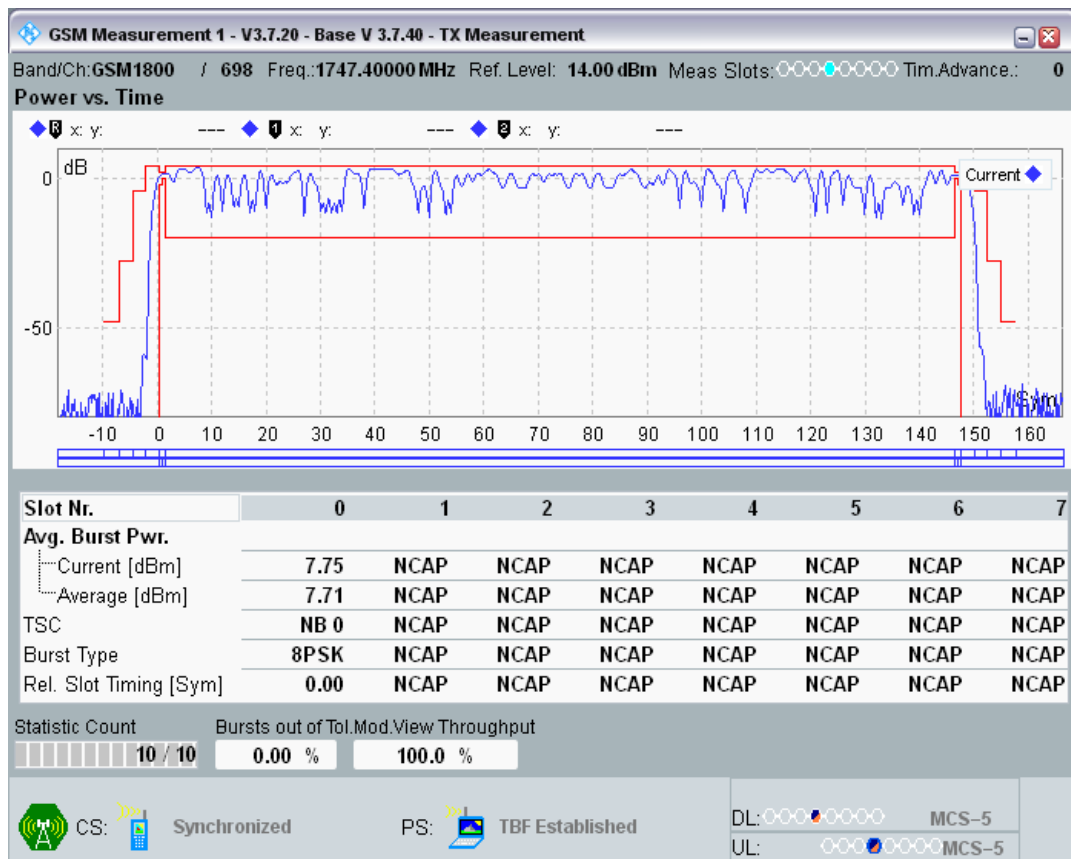 GSM Measurement 1 - V3.7.20 - Base V 3.7.40 - TX Measurement
Band/Ch:GSM1800 / 698 Freq.:1747.40000 MHz Ref. Level: 14.00 dBm Meas Slots: Tim.Advance.: 0
Power vs. Time
R x: y: --- 1 x: y: --- 2 x: y: ---
dB
0
Current
-50
Sym
-10 0 10 20 30 40 50 60 70 80 90 100 110 120 130 140 150 160
Slot Nr. 0 1 2 3 4 5 6 7
Avg. Burst Pwr.
Current [dBm] 7.75 NCAP NCAP NCAP NCAP NCAP NCAP NCAP
Average [dBm] 7.71 NCAP NCAP NCAP NCAP NCAP NCAP NCAP
TSC NB 0 NCAP NCAP NCAP NCAP NCAP NCAP NCAP
Burst Type 8PSK NCAP NCAP NCAP NCAP NCAP NCAP NCAP
Rel. Slot Timing [Sym] 0.00 NCAP NCAP NCAP NCAP NCAP NCAP NCAP
Statistic Count Bursts out of Tol.Mod.View Throughput
10 / 10 0.00 % 100.0 %
CS: Synchronized PS: TBF Established
DL: MCS-5
UL: MCS-5